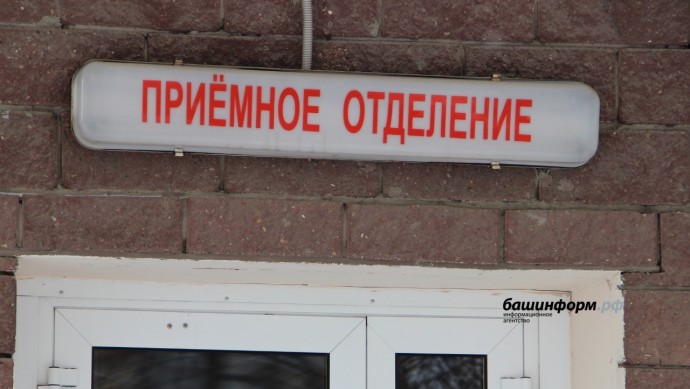 ПРИЁМНОЕ ОТДЕЛЕНИЕ
башинформ.рф
информационное
агентство